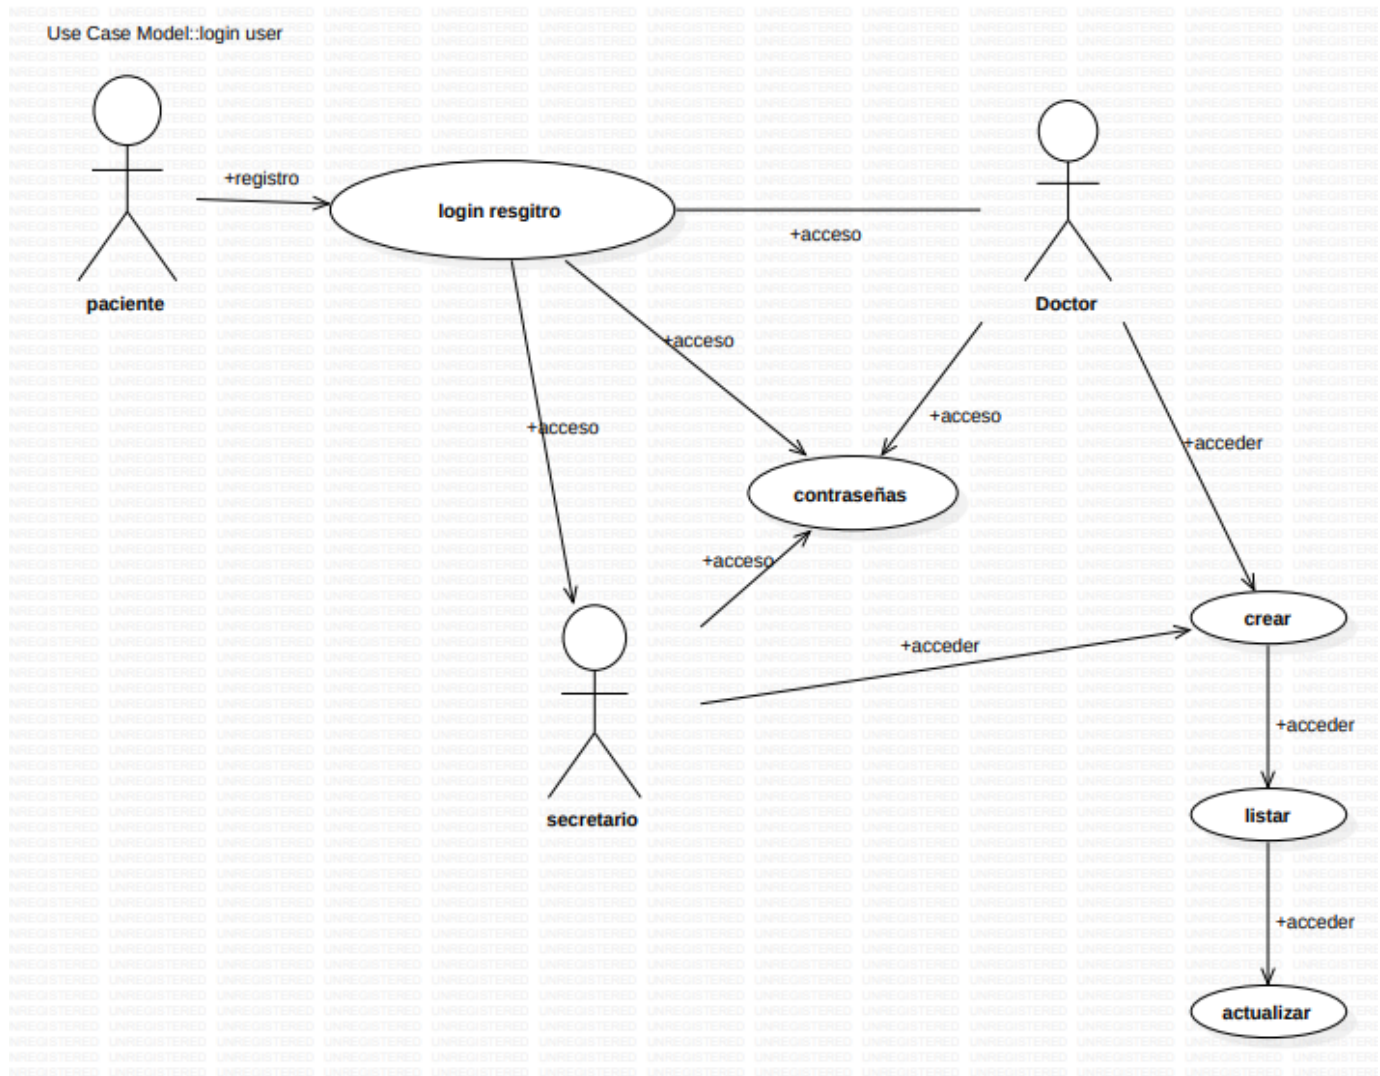 Use Case Model::login user
+registro
login resgitro
+acceso
paciente
Doctor
+acceso
+acceso
+acceso
+acceder
contraseñas
+acceso
crear
+acceder
+acceder
listar
secretario
+acceder
actualizar
UNREGISTERED